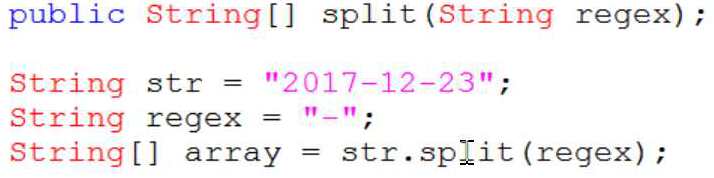 public String[] split(String regex);
String str = "2017-12-23";
String regex = "-";
String[] array = str.split(regex);